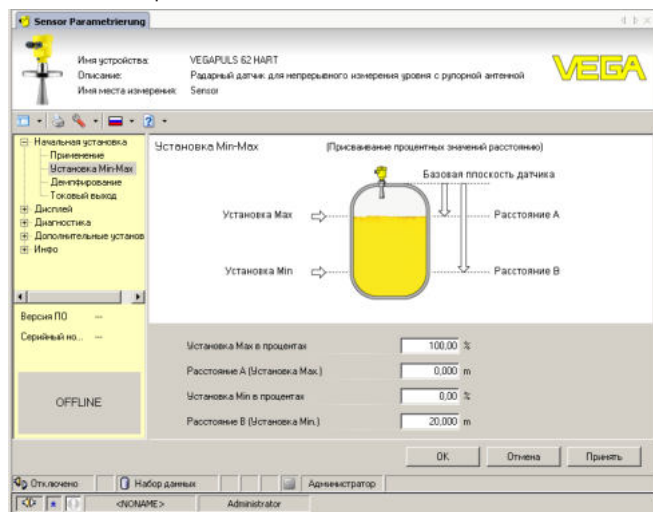 Sensor Parametrierung
Имя устройства: VEGAPULS 62 HART
Описание: Радарный датчик для непрерывного измерения уровня с рупорной антенной
Имя места измерения: Sensor
VEGA
Начальная установка
Применение
Установка Min-Max
Демпфирование
Токовый выход
Дисплей
Диагностика
Дополнительные установ
Инфо
Версия ПО —
Серийный но... —
OFFLINE
Установка Min-Max (Присваивание процентных значений расстоянию)
Базовая плоскость датчика
Установка Max Расстояние A
Установка Min Расстояние B
Установка Max в процентах 100,00 %
Расстояние A (Установка Max.) 0,000 m
Установка Min в процентах 0,00 %
Расстояние B (Установка Min.) 20,000 m
OK Отмена Принять
Отключено Набор данных Администратор
<NONAME> Administrator